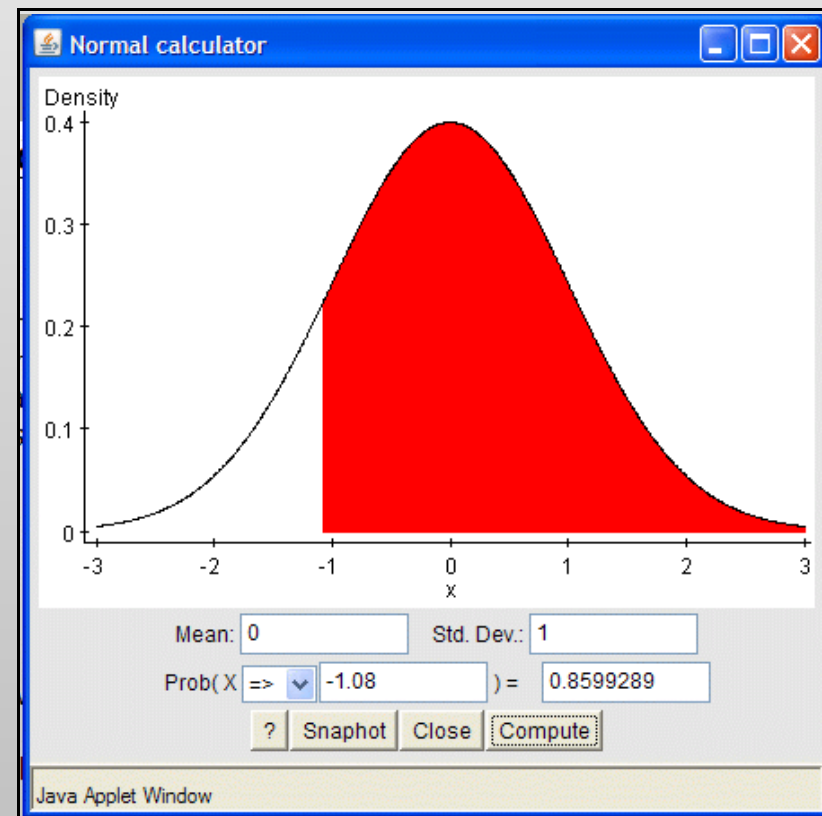 Normal calculator
Density
0.4
0.3
0.2
0.1
0
-3 -2 -1 0 1 2 3
x
Mean: 0 Std. Dev.: 1
Prob( X => -1.08 ) = 0.8599289
? Snaphot Close Compute
Java Applet Window